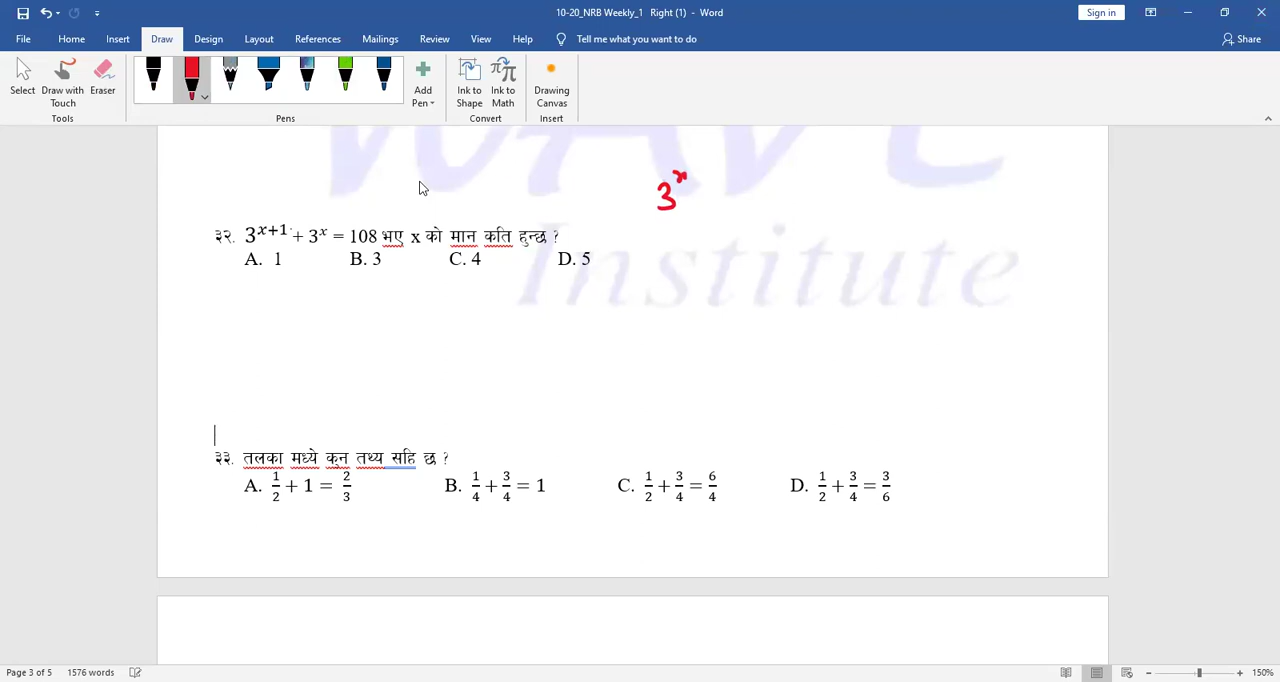 10-20_NRB Weekly_1 Right (1) - Word
Sign in
File Home Insert Draw Design Layout References Mailings Review View Help Tell me what you want to do Share
Select Draw with Touch Eraser Add Pen Ink to Shape Ink to Math Drawing Canvas
Tools Pens Convert Insert
WAVE
3^x
३२. 3^{x+1} + 3^x = 108 भए x को मान कति हुन्छ ?
A. 1 B. 3 C. 4 D. 5
Institute
३३. तलका मध्ये कुन तथ्य सहि छ ?
A. 1/2 + 1 = 2/3 B. 1/4 + 3/4 = 1 C. 1/2 + 3/4 = 6/4 D. 1/2 + 3/4 = 3/6
Page 3 of 5 1576 words 150%